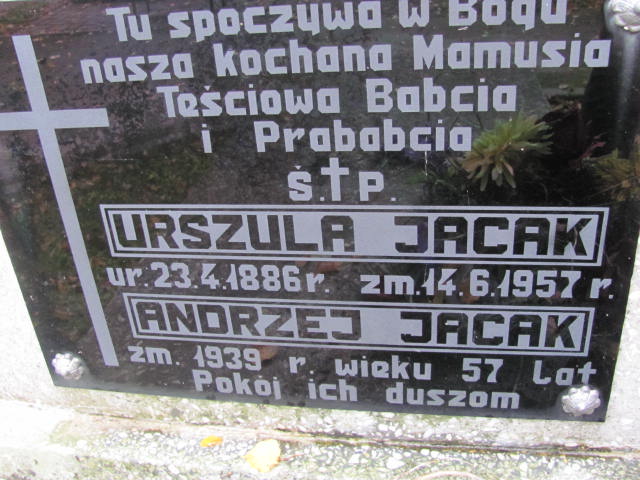 Tu spoczywa w Bogu
nasza kochana Mamusia
Teściowa Babcia
i Prababcia
Ś.†P.
URSZULA JACAK
ur. 23.4.1886 r. zm. 14.6.1957 r.
ANDRZEJ JACAK
zm. 1939 r. wieku 57 Lat
Pokój ich duszom